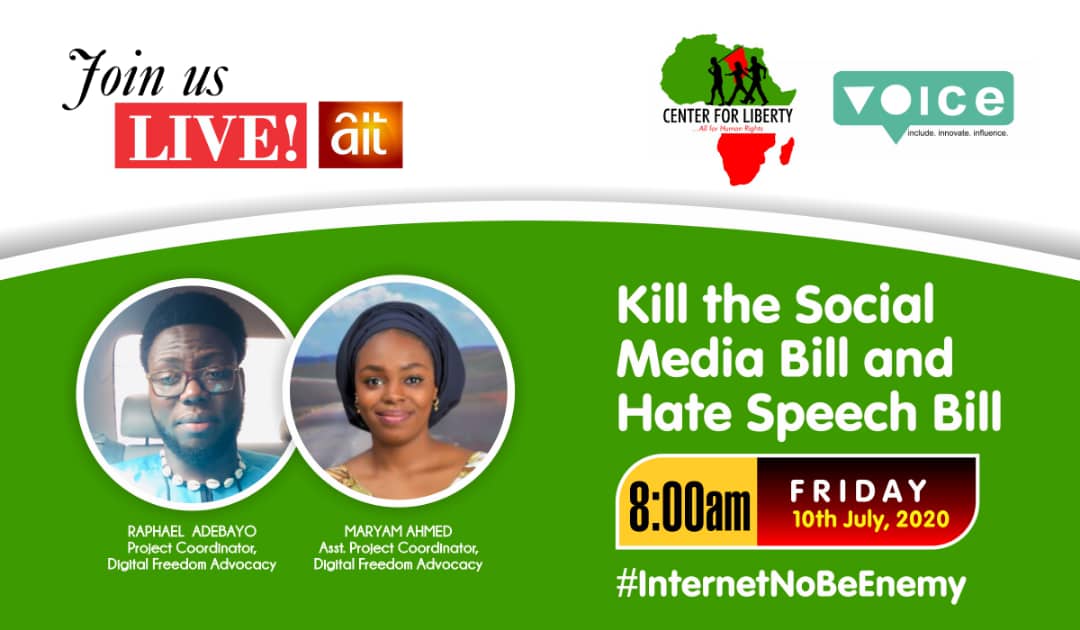 Join us
LIVE!
ait
CENTER FOR LIBERTY
...All for Human Rights
VOICE
include. innovate. influence.
RAPHAEL ADEBAYO
Project Coordinator,
Digital Freedom Advocacy
MARYAM AHMED
Asst. Project Coordinator,
Digital Freedom Advocacy
Kill the Social
Media Bill and
Hate Speech Bill
8:00am
FRIDAY
10th July, 2020
#InternetNoBeEnemy